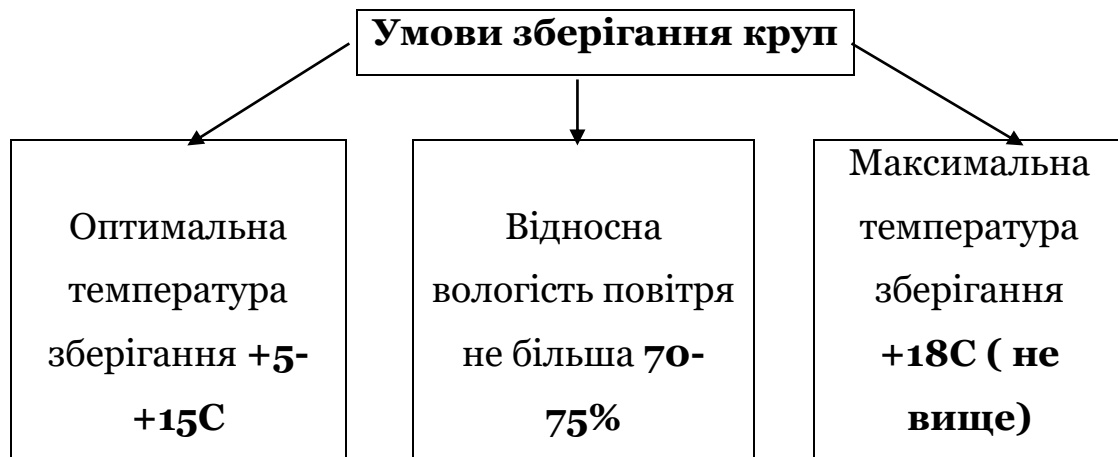 Умови зберігання круп
Оптимальна
температура
зберігання +5-
+15С
Відносна
вологість повітря
не більша 70-
75%
Максимальна
температура
зберігання
+18С ( не
вище)